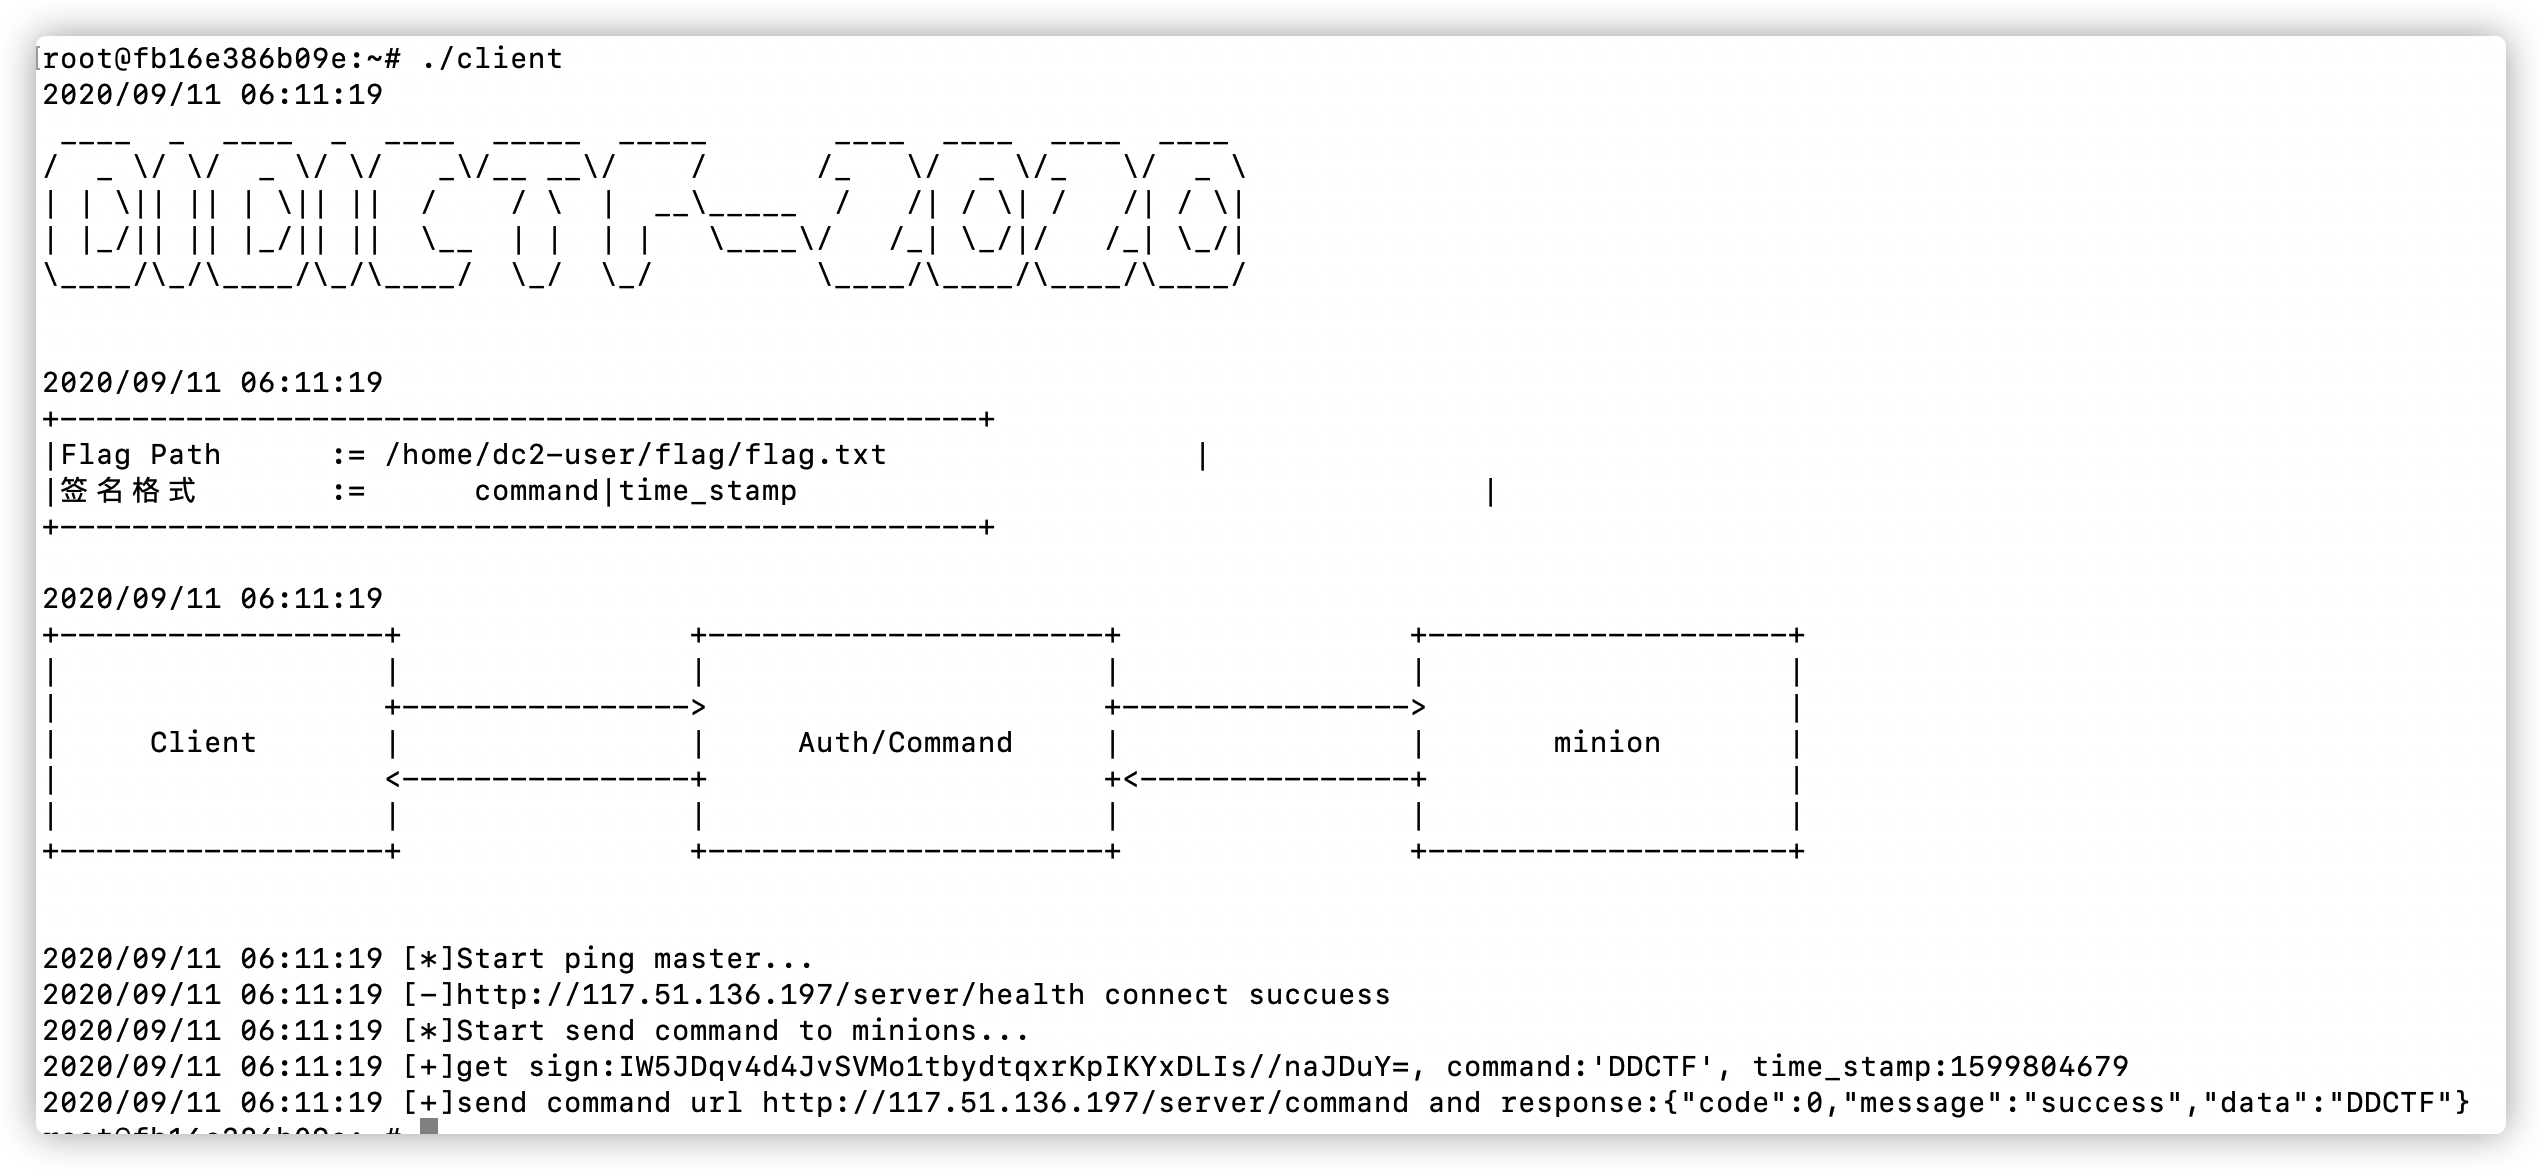 root@fb16e386b09e:~# ./client
2020/09/11 06:11:19
 ____  _  ____  _  ____  _____  _____       ____  ____  ____  ____
/  _ \/ \/  _ \/ \/   _\/__ __\/    /      /_   \/  _ \/_   \/  _ \
| | \|| || | \|| ||  /    / \  |  __\_____  /   /| / \| /   /| / \|
| |_/|| || |_/|| ||  \__  | |  | |   \____\/   /_| \_/|/   /_| \_/|
\____/\_/\____/\_/\____/  \_/  \_/         \____/\____/\____/\____/
2020/09/11 06:11:19
+---------------------------------------------------+
|Flag Path      := /home/dc2-user/flag/flag.txt                 |
|签名格式       :=      command|time_stamp                                      |
+---------------------------------------------------+
2020/09/11 06:11:19
Client Auth/Command minion
2020/09/11 06:11:19 [*]Start ping master...
2020/09/11 06:11:19 [-]http://117.51.136.197/server/health connect succuess
2020/09/11 06:11:19 [*]Start send command to minions...
2020/09/11 06:11:19 [+]get sign:IW5JDqv4d4JvSVMo1tbydtqxrKpIKYxDLIs//naJDuY=, command:'DDCTF', time_stamp:1599804679
2020/09/11 06:11:19 [+]send command url http://117.51.136.197/server/command and response:{"code":0,"message":"success","data":"DDCTF"}
root@fb16e386b09e:~#